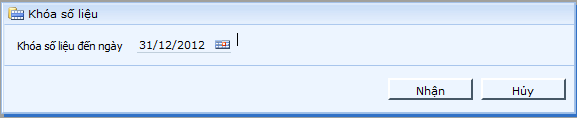 Khóa số liệu
Khóa số liệu đến ngày 31/12/2012
Nhận Hủy